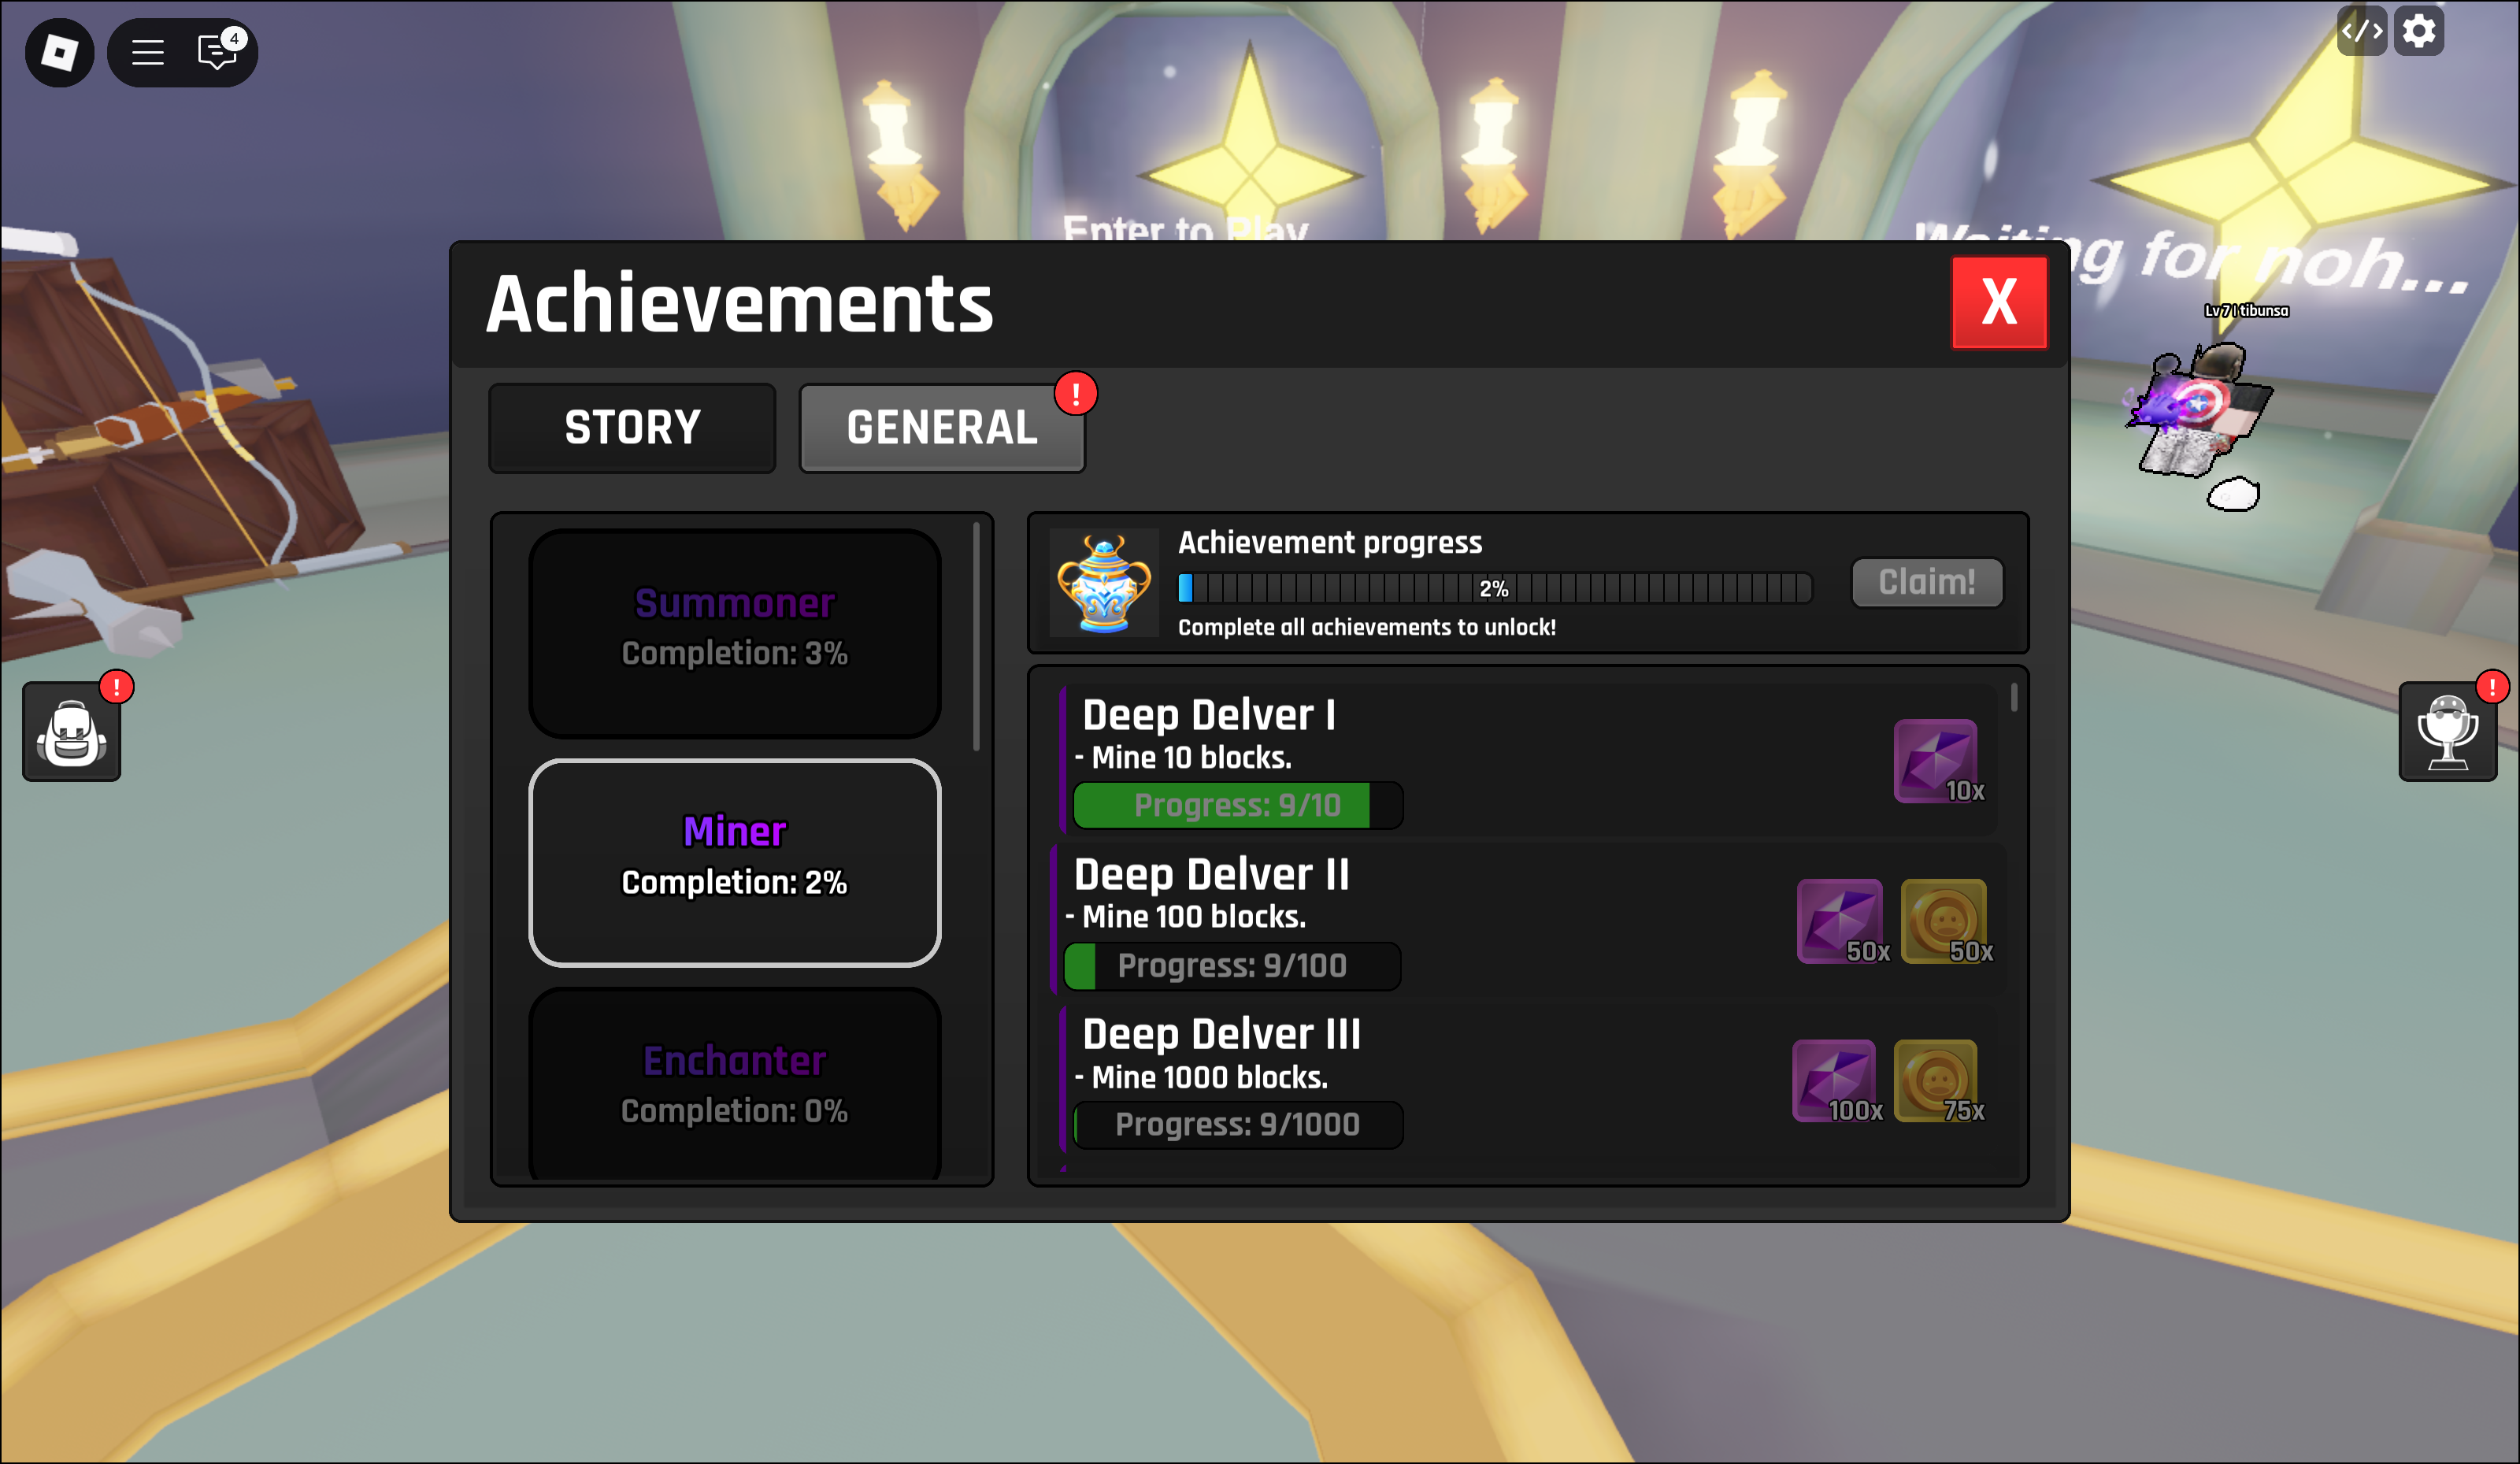 4
</>
Enter to Play
Waiting for noh...
Lv 7 | tibunsa
Achievements
X
STORY
GENERAL
!
Summoner
Completion: 3%
Miner
Completion: 2%
Enchanter
Completion: 0%
Achievement progress
2%
Complete all achievements to unlock!
Claim!
Deep Delver I
- Mine 10 blocks.
Progress: 9/10
10x
Deep Delver II
- Mine 100 blocks.
Progress: 9/100
50x
50x
Deep Delver III
- Mine 1000 blocks.
Progress: 9/1000
100x
75x
!
!